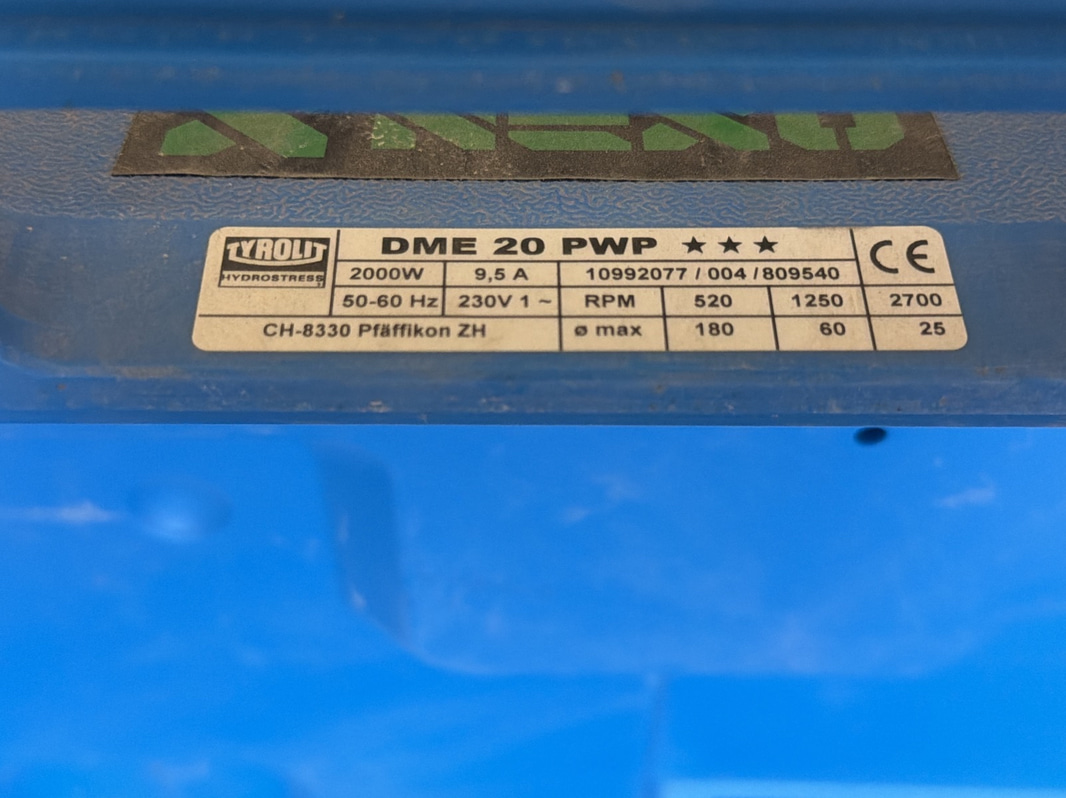 TYROLIT
HYDROSTRESS
DME 20 PWP ★★★
CE
2000W 9,5 A 10992077 / 004 / 809540
50-60 Hz 230V 1 ~ RPM 520 1250 2700
CH-8330 Pfäffikon ZH ø max 180 60 25